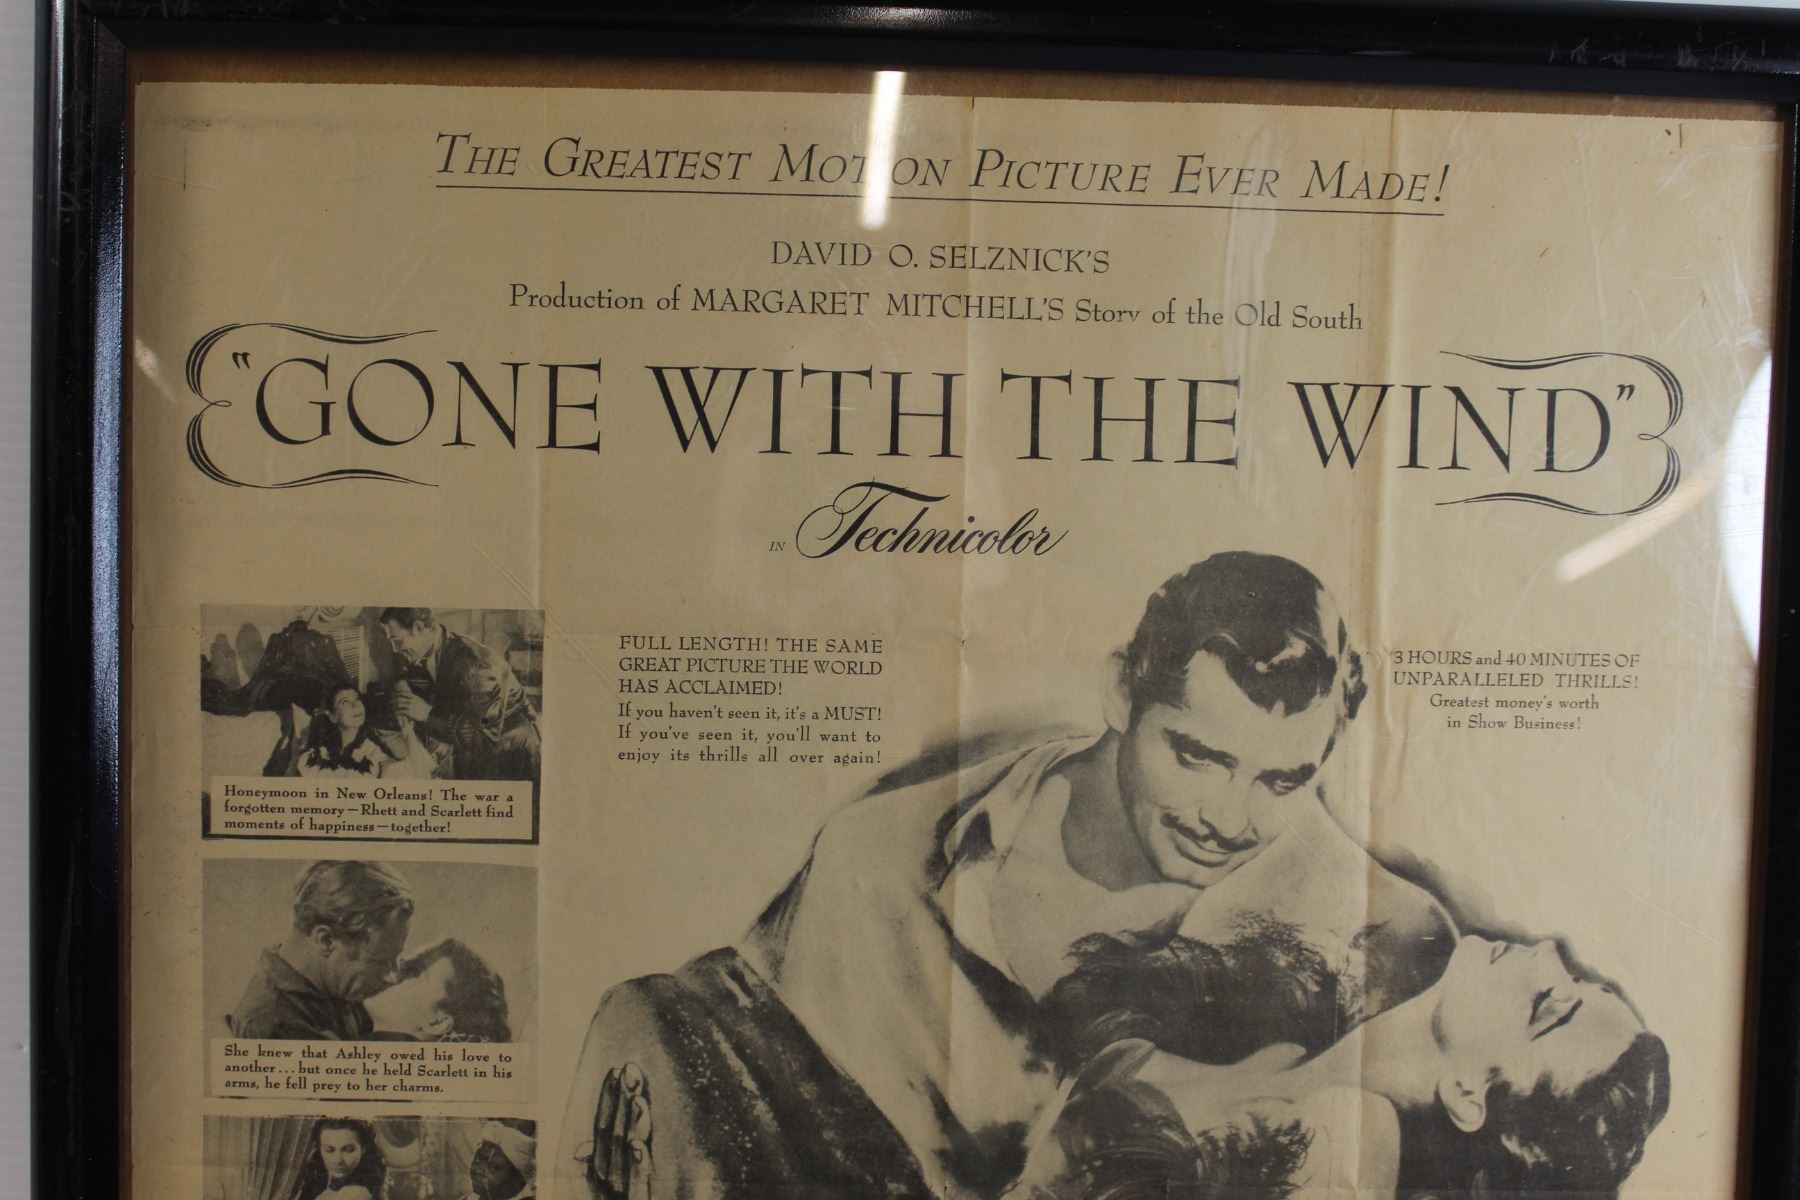 THE GREATEST MOTION PICTURE EVER MADE!
DAVID O. SELZNICK'S
Production of MARGARET MITCHELL'S Story of the Old South
"GONE WITH THE WIND"
IN Technicolor
FULL LENGTH! THE SAME
GREAT PICTURE THE WORLD
HAS ACCLAIMED!
If you haven't seen it, it's a MUST!
If you've seen it, you'll want to
enjoy its thrills all over again!
3 HOURS and 40 MINUTES OF
UNPARALLELED THRILLS!
Greatest money's worth
in Show Business!
Honeymoon in New Orleans! The war a
forgotten memory—Rhett and Scarlett find
moments of happiness—together!
She knew that Ashley owed his love to
another...but once he held Scarlett in his
arms, he fell prey to her charms.